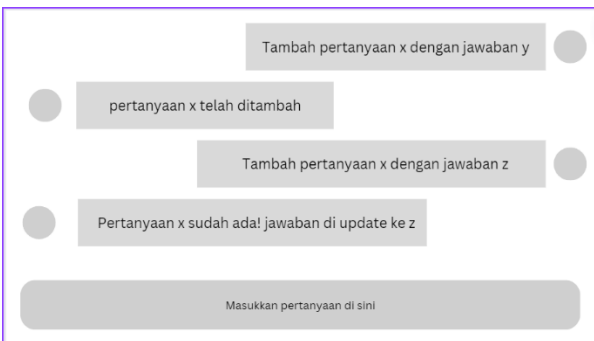 Tambah pertanyaan x dengan jawaban y
pertanyaan x telah ditambah
Tambah pertanyaan x dengan jawaban z
Pertanyaan x sudah ada! jawaban di update ke z
Masukkan pertanyaan di sini